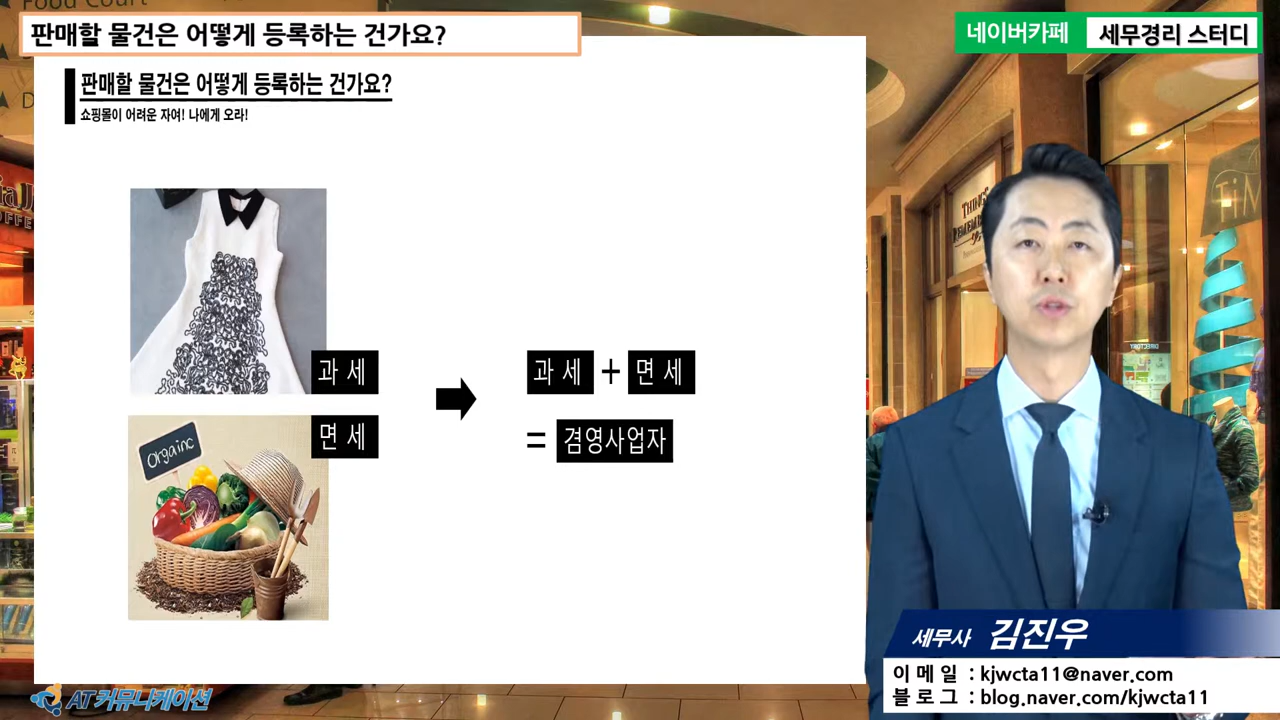 Food Court
판매할 물건은 어떻게 등록하는 건가요?
네이버카페 세무경리 스터디
판매할 물건은 어떻게 등록하는 건가요?
쇼핑몰이 어려운 자여! 나에게 오라!
THINGS
REMEMBERED
TiM
과 세
과 세 + 면 세
면 세
= 겸영사업자
Orgainc
세무사 김진우
이 메 일 : kjwcta11@naver.com
블 로 그 : blog.naver.com/kjwcta11
AT커뮤니케이션